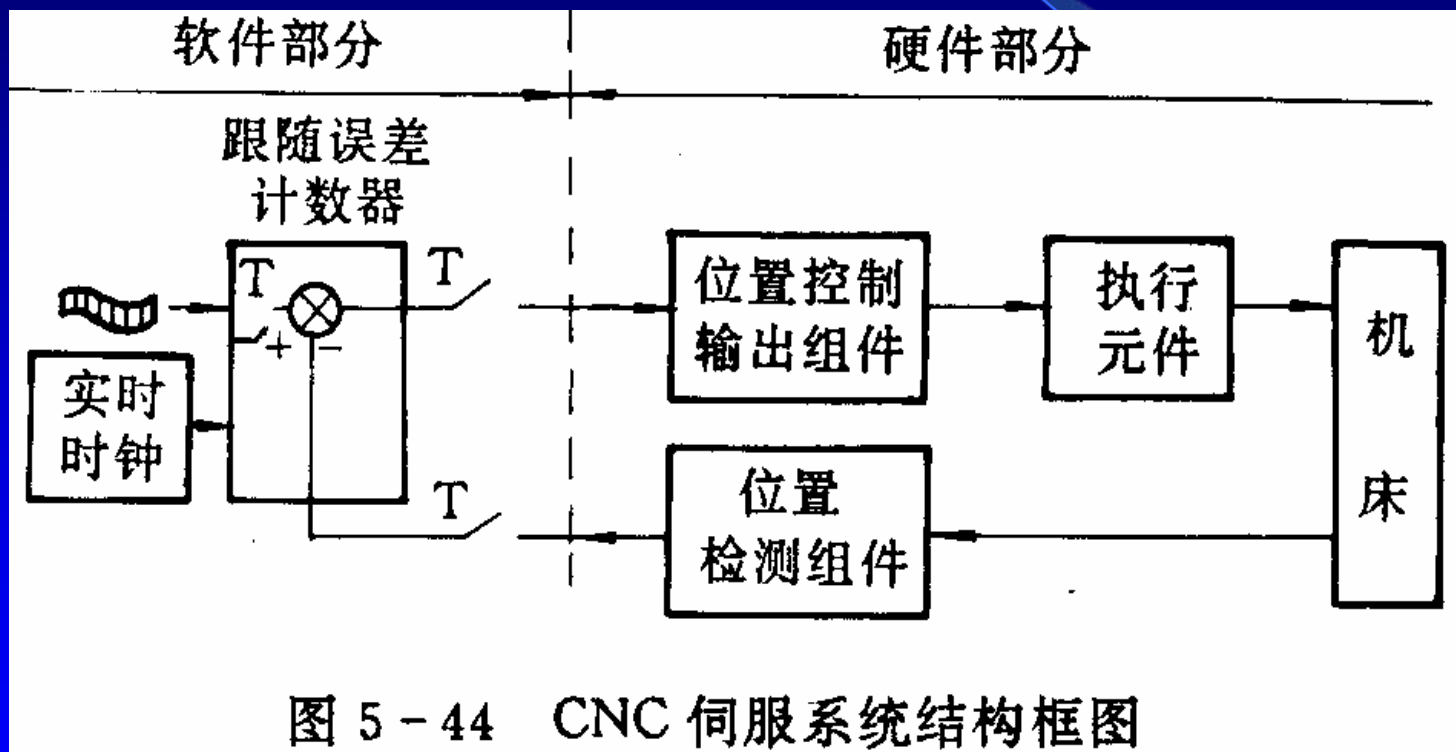 软件部分
硬件部分
跟随误差
计数器
T
T
+
-
实时
时钟
T
位置控制
输出组件
执行
元件
机
床
位置
检测组件
图 5-44 CNC 伺服系统结构框图